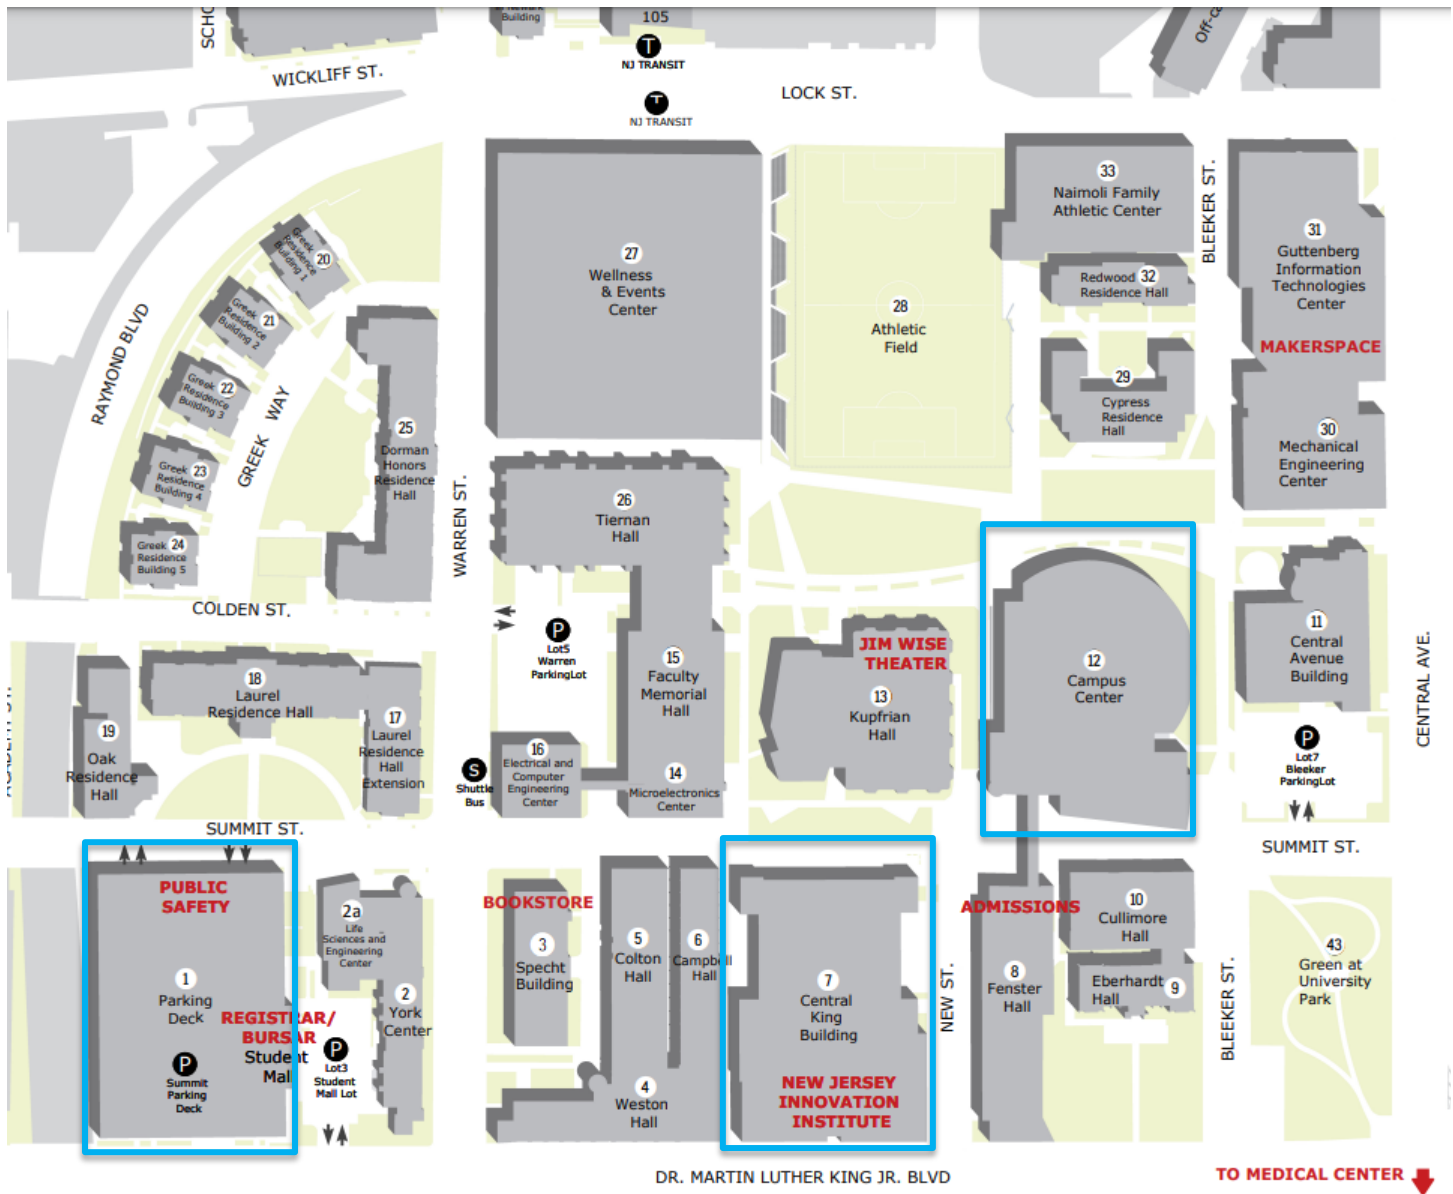 Building
105
Off-ca
SCHO
T
NJ TRANSIT
WICKLIFF ST.
T
NJ TRANSIT
LOCK ST.
33
Naimoli Family
Athletic Center
BLEEKER ST.
31
Guttenberg
Information
Technologies
Center
MAKERSPACE
32
Redwood
Residence Hall
20
Greek
Residence
Building 1
21
Greek
Residence
Building 2
22
Greek
Residence
Building 3
23
Greek
Residence
Building 4
24
Greek
Residence
Building 5
RAYMOND BLVD
GREEK WAY
27
Wellness
& Events
Center
28
Athletic
Field
29
Cypress
Residence
Hall
30
Mechanical
Engineering
Center
25
Dorman
Honors
Residence
Hall
WARREN ST.
26
Tiernan
Hall
COLDEN ST.
P
Lot5
Warren
ParkingLot
15
Faculty
Memorial
Hall
JIM WISE
THEATER
13
Kupfrian
Hall
12
Campus
Center
11
Central
Avenue
Building
CENTRAL AVE.
18
Laurel
Residence Hall
19
Oak
Residence
Hall
17
Laurel
Residence
Hall
Extension
S
Shuttle
Bus
16
Electrical and
Computer
Engineering
Center
14
Microelectronics
Center
P
Lot7
Bleeker
ParkingLot
SUMMIT ST.
SUMMIT ST.
PUBLIC
SAFETY
1
Parking
Deck
P
Summit
Parking
Deck
REGISTRAR/
BURSAR
Student
Mall
P
Lot3
Student
Mall Lot
2a
Life
Sciences and
Engineering
Center
2
York
Center
BOOKSTORE
3
Specht
Building
5
Colton
Hall
6
Campbell
Hall
4
Weston
Hall
7
Central
King
Building
NEW JERSEY
INNOVATION
INSTITUTE
NEW ST.
ADMISSIONS
8
Fenster
Hall
10
Cullimore
Hall
Eberhardt
Hall
9
BLEEKER ST.
43
Green at
University
Park
DR. MARTIN LUTHER KING JR. BLVD
TO MEDICAL CENTER